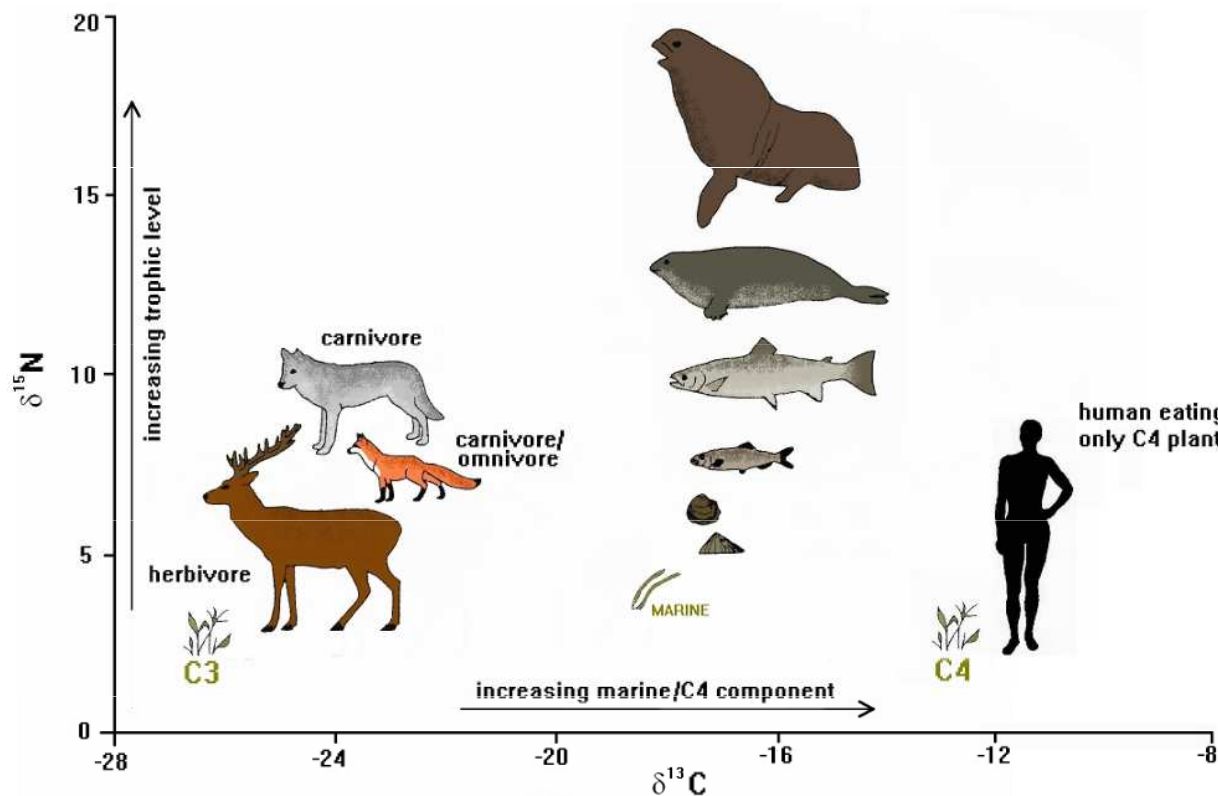 20
15
10
5
0
δ15N
increasing trophic level
carnivore
carnivore/
omnivore
herbivore
C3
MARINE
C4
human eating
only C4 plant
increasing marine/C4 component
-28
-24
-20
-16
-12
-8
δ13C